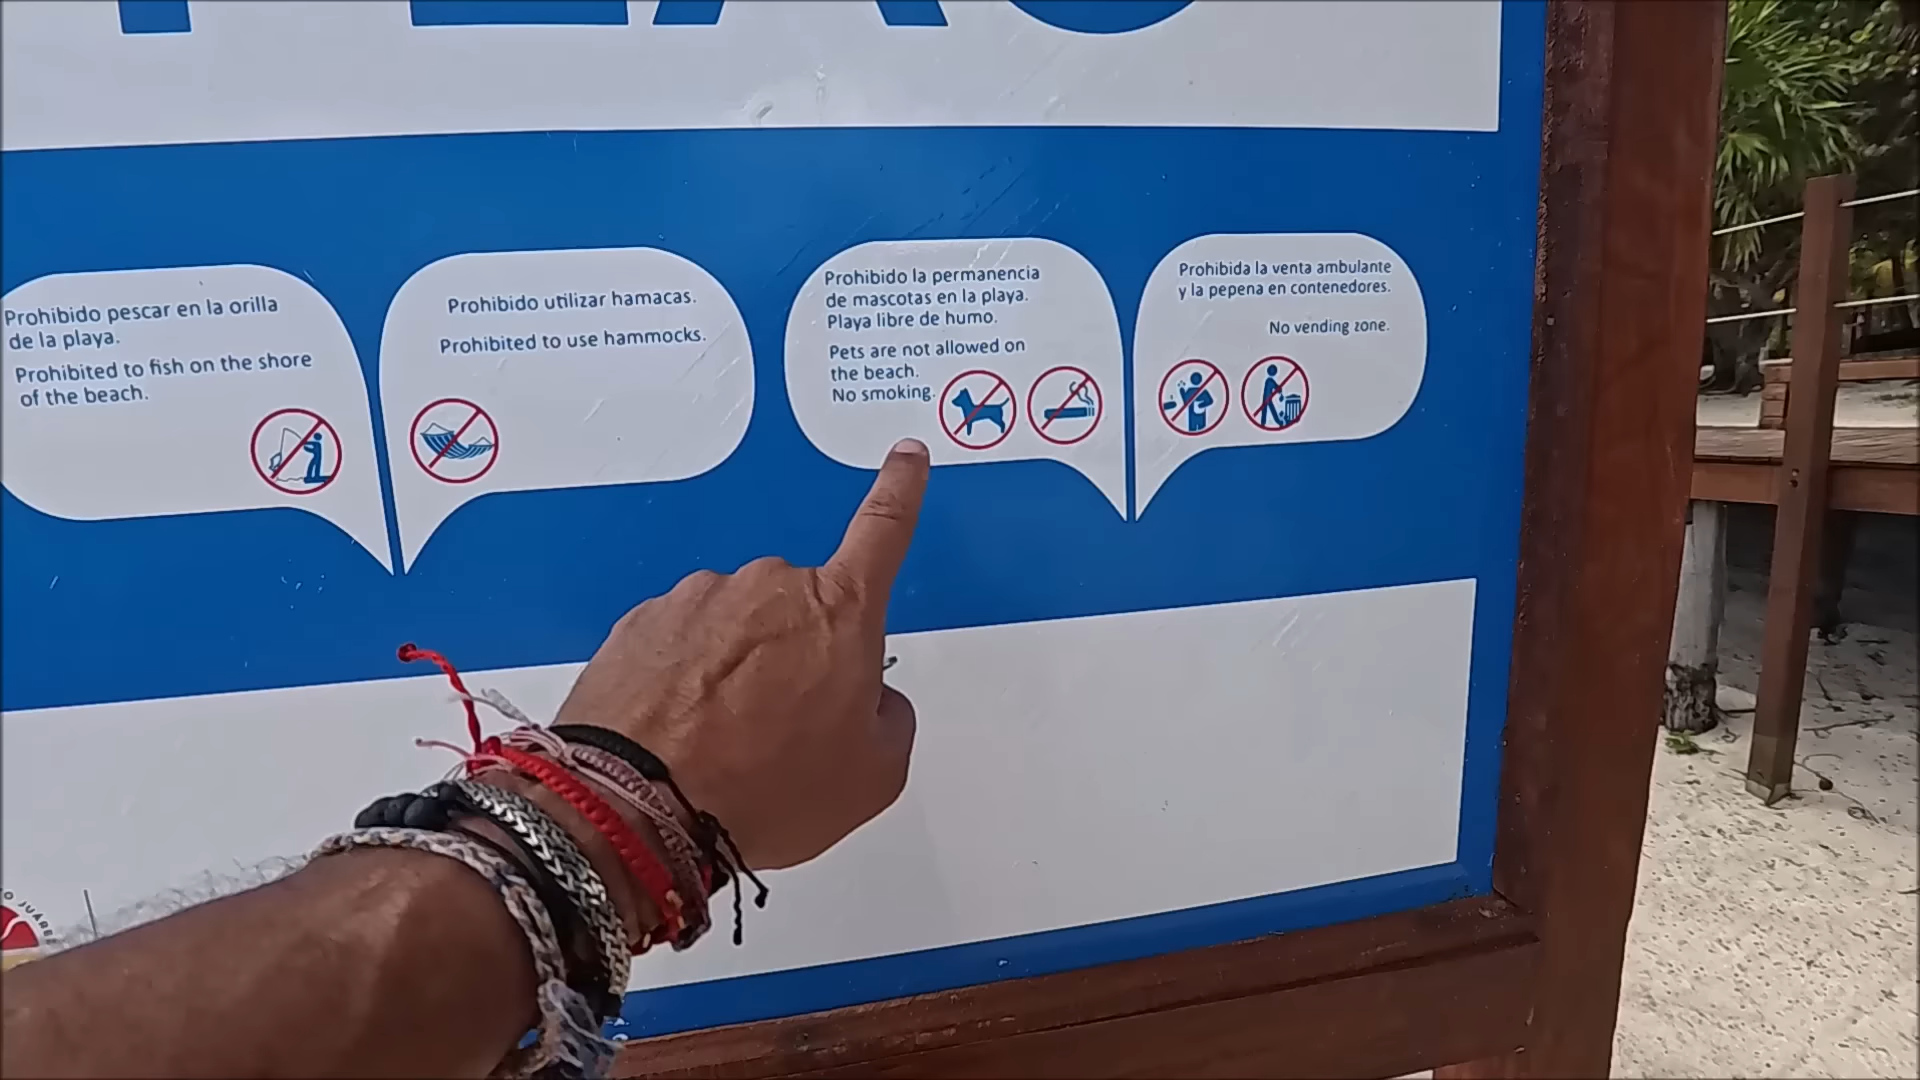 Prohibido pescar en la orilla
de la playa.
Prohibited to fish on the shore
of the beach.
Prohibido utilizar hamacas.
Prohibited to use hammocks.
Prohibido la permanencia
de mascotas en la playa.
Playa libre de humo.
Pets are not allowed on
the beach.
No smoking.
Prohibida la venta ambulante
y la pepena en contenedores.
No vending zone.